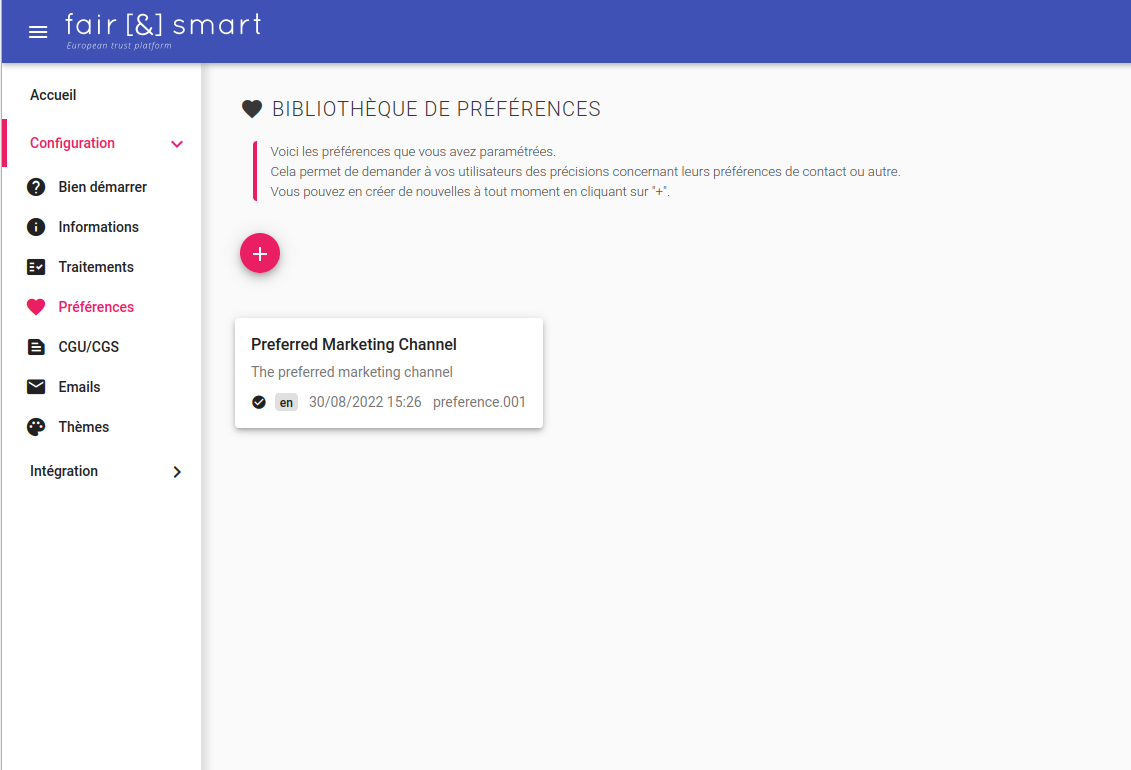 fair [&] smart
European trust platform
Accueil
Configuration
Bien démarrer
Informations
Traitements
Préférences
CGU/CGS
Emails
Thèmes
Intégration
BIBLIOTHÈQUE DE PRÉFÉRENCES
Voici les préférences que vous avez paramétrées.
Cela permet de demander à vos utilisateurs des précisions concernant leurs préférences de contact ou autre.
Vous pouvez en créer de nouvelles à tout moment en cliquant sur "+".
+
Preferred Marketing Channel
The preferred marketing channel
en 30/08/2022 15:26 preference.001